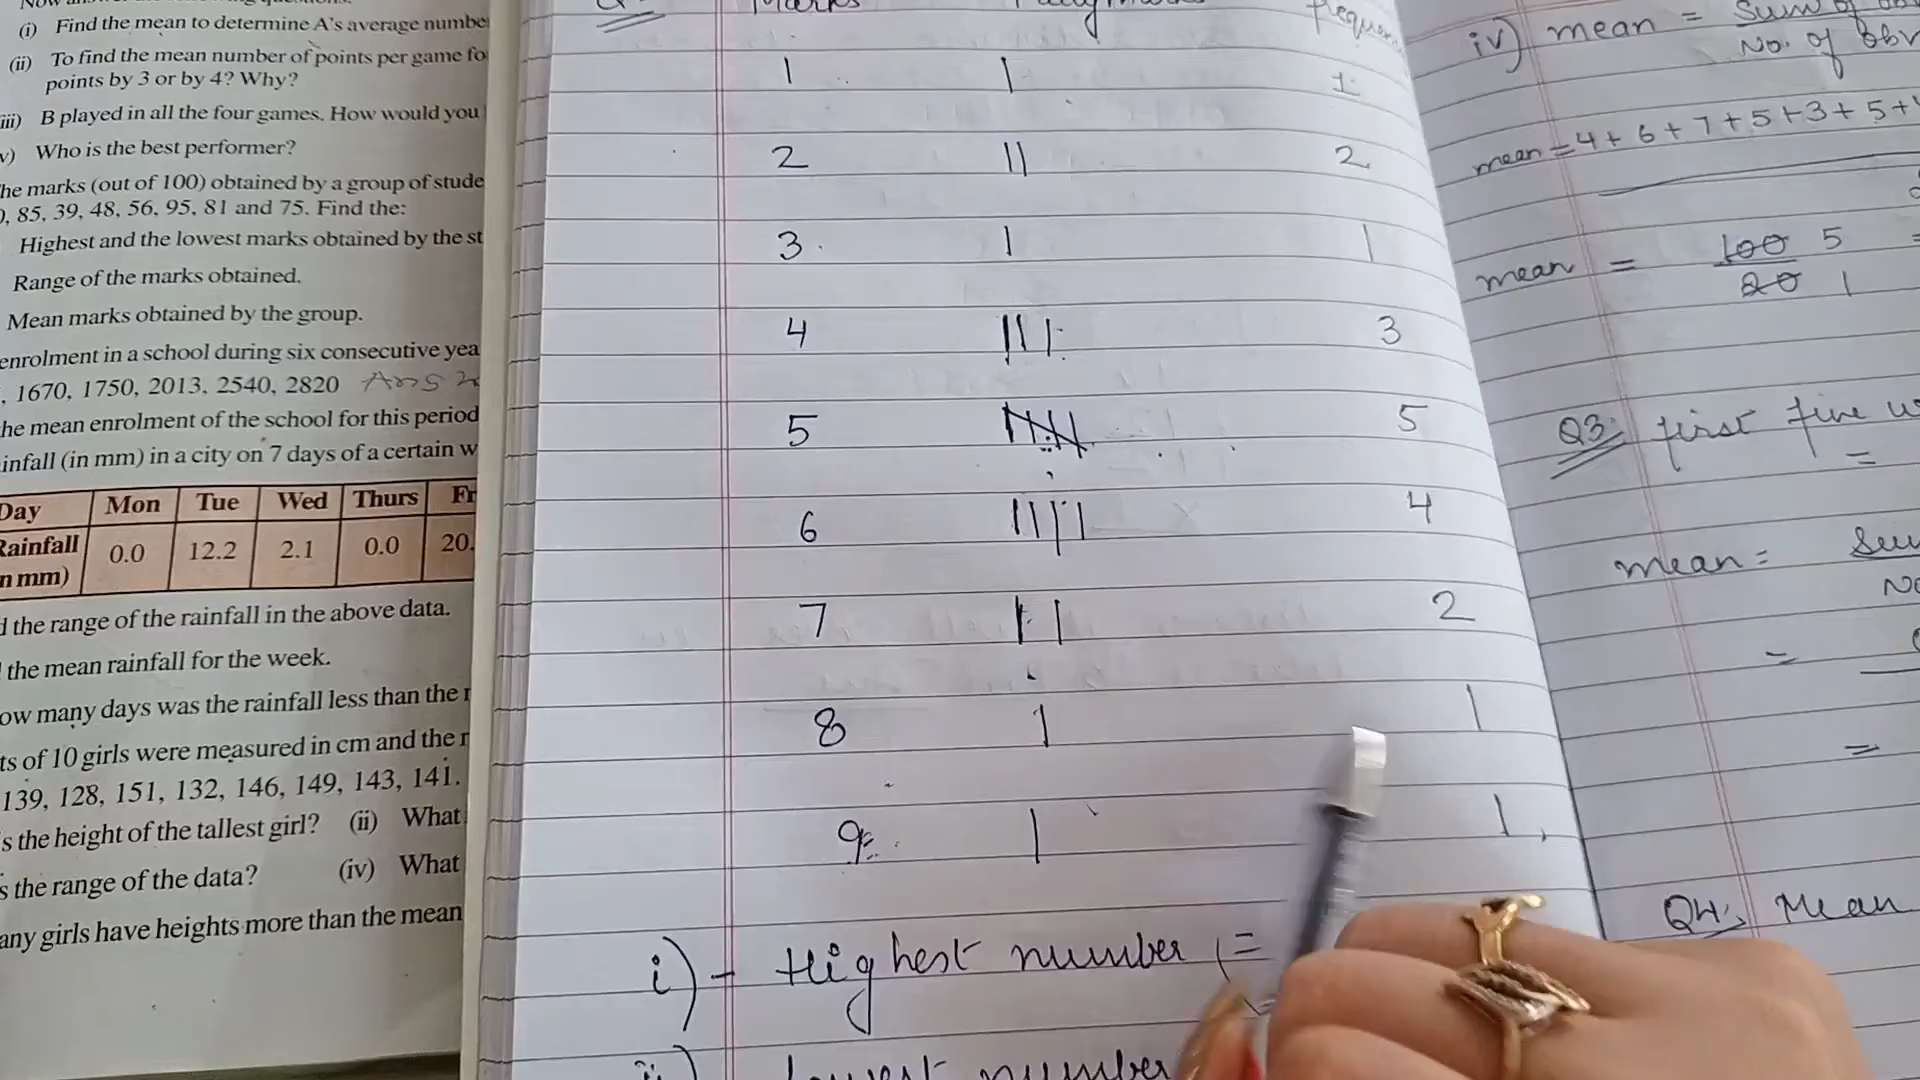 (i) Find the mean to determine A's average
(ii) To find the mean number of points per game
points by 3 or by 4? Why?
iii) B played in all the four games. How would you
v) Who is the best performer?
he marks (out of 100) obtained by a group of
85, 39, 48, 56, 95, 81 and 75. Find the:
Highest and the lowest marks obtained by the
Range of the marks obtained.
Mean marks obtained by the group.
enrolment in a school during six consecutive
, 1670, 1750, 2013, 2540, 2820 Ans
he mean enrolment of the school for this period
infall (in mm) in a city on 7 days of a certain
Day Mon Tue Wed Thurs
Rainfall 0.0 12.2 2.1 0.0 20.
n mm)
the range of the rainfall in the above data.
the mean rainfall for the week.
ow many days was the rainfall less than the
ts of 10 girls were measured in cm and the
139, 128, 151, 132, 146, 149, 143, 141.
s the height of the tallest girl? (ii) What
s the range of the data? (iv) What
any girls have heights more than the mean
1 | 1
2 || 2
3 | 1
4 ||| 3
5 5
6 |||| 4
7 || 2
8 | 1
9 | 1
i) - Highest number =
ii) lowest number
iv) mean = Sum of
No. of
mean = 4 + 6 + 7 + 5 + 3 + 5 +
mean = 100 5
20 1
Q3. first five
=
mean =
=
=
Q4. Mean